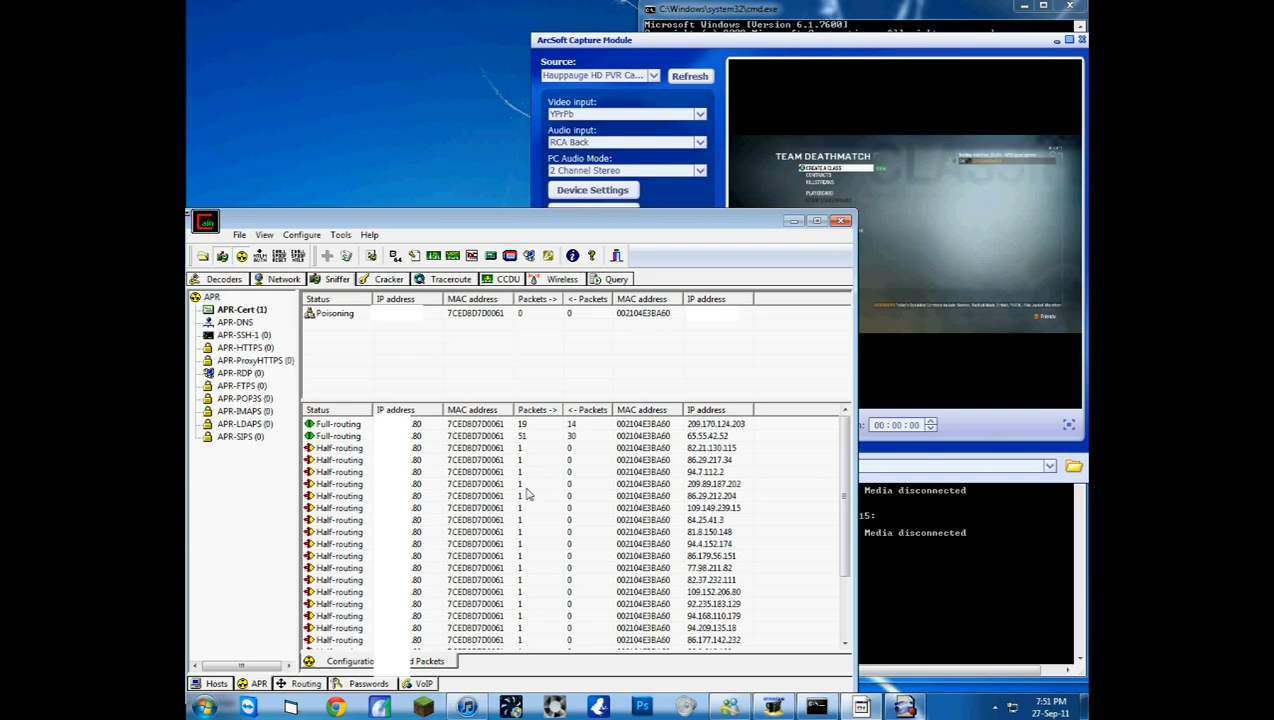 C:\Windows\system32\cmd.exe
Microsoft Windows [Version 6.1.7600]
ArcSoft Capture Module
Source:
Hauppauge HD PVR Ca...
Refresh
Video input:
YPrPb
Audio input:
RCA Back
PC Audio Mode:
2 Channel Stereo
Device Settings
TEAM DEATHMATCH
CREATE A CLASS
CONTRACTS
KILLSTREAKS
PLAYERCARD
Friends
00 : 00 : 00
Cain
File View Configure Tools Help
Decoders Network Sniffer Cracker Traceroute CCDU Wireless Query
APR
APR-Cert (1)
APR-DNS
APR-SSH-1 (0)
APR-HTTPS (0)
APR-ProxyHTTPS (0)
APR-RDP (0)
APR-FTPS (0)
APR-POP3S (0)
APR-IMAPS (0)
APR-LDAPS (0)
APR-SIPS (0)
Status IP address MAC address Packets -> <- Packets MAC address IP address
Poisoning 7CED8D7D0061 0 0 002104E3BA60
Status IP address MAC address Packets -> <- Packets MAC address IP address
Full-routing .80 7CED8D7D0061 19 14 002104E3BA60 209.170.124.203
Full-routing .80 7CED8D7D0061 51 30 002104E3BA60 65.55.42.52
Half-routing .80 7CED8D7D0061 1 0 002104E3BA60 82.21.130.115
Half-routing .80 7CED8D7D0061 1 0 002104E3BA60 86.29.217.34
Half-routing .80 7CED8D7D0061 1 0 002104E3BA60 94.7.112.2
Half-routing .80 7CED8D7D0061 1 0 002104E3BA60 209.89.187.202
Half-routing .80 7CED8D7D0061 1 0 002104E3BA60 86.29.212.204
Half-routing .80 7CED8D7D0061 1 0 002104E3BA60 109.149.239.15
Half-routing .80 7CED8D7D0061 1 0 002104E3BA60 84.25.41.3
Half-routing .80 7CED8D7D0061 1 0 002104E3BA60 81.8.150.148
Half-routing .80 7CED8D7D0061 1 0 002104E3BA60 94.4.152.174
Half-routing .80 7CED8D7D0061 1 0 002104E3BA60 86.179.56.151
Half-routing .80 7CED8D7D0061 1 0 002104E3BA60 77.98.211.82
Half-routing .80 7CED8D7D0061 1 0 002104E3BA60 82.37.232.111
Half-routing .80 7CED8D7D0061 1 0 002104E3BA60 109.152.206.80
Half-routing .80 7CED8D7D0061 1 0 002104E3BA60 92.235.183.129
Half-routing .80 7CED8D7D0061 1 0 002104E3BA60 94.168.110.179
Half-routing .80 7CED8D7D0061 1 0 002104E3BA60 94.209.135.18
Half-routing .80 7CED8D7D0061 1 0 002104E3BA60 86.177.142.232
Media disconnected
15:
Media disconnected
Configuratio d Packets
Hosts APR Routing Passwords VoIP
Ps
7:51 PM
27-Sep-11